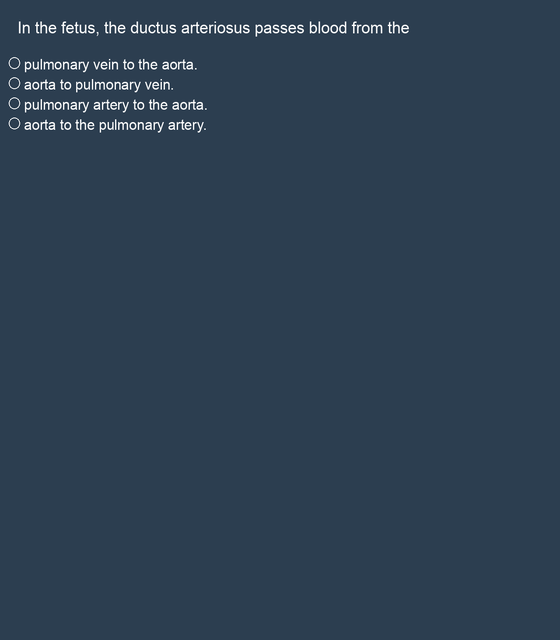 In the fetus, the ductus arteriosus passes blood from the
pulmonary vein to the aorta.
aorta to pulmonary vein.
pulmonary artery to the aorta.
aorta to the pulmonary artery.